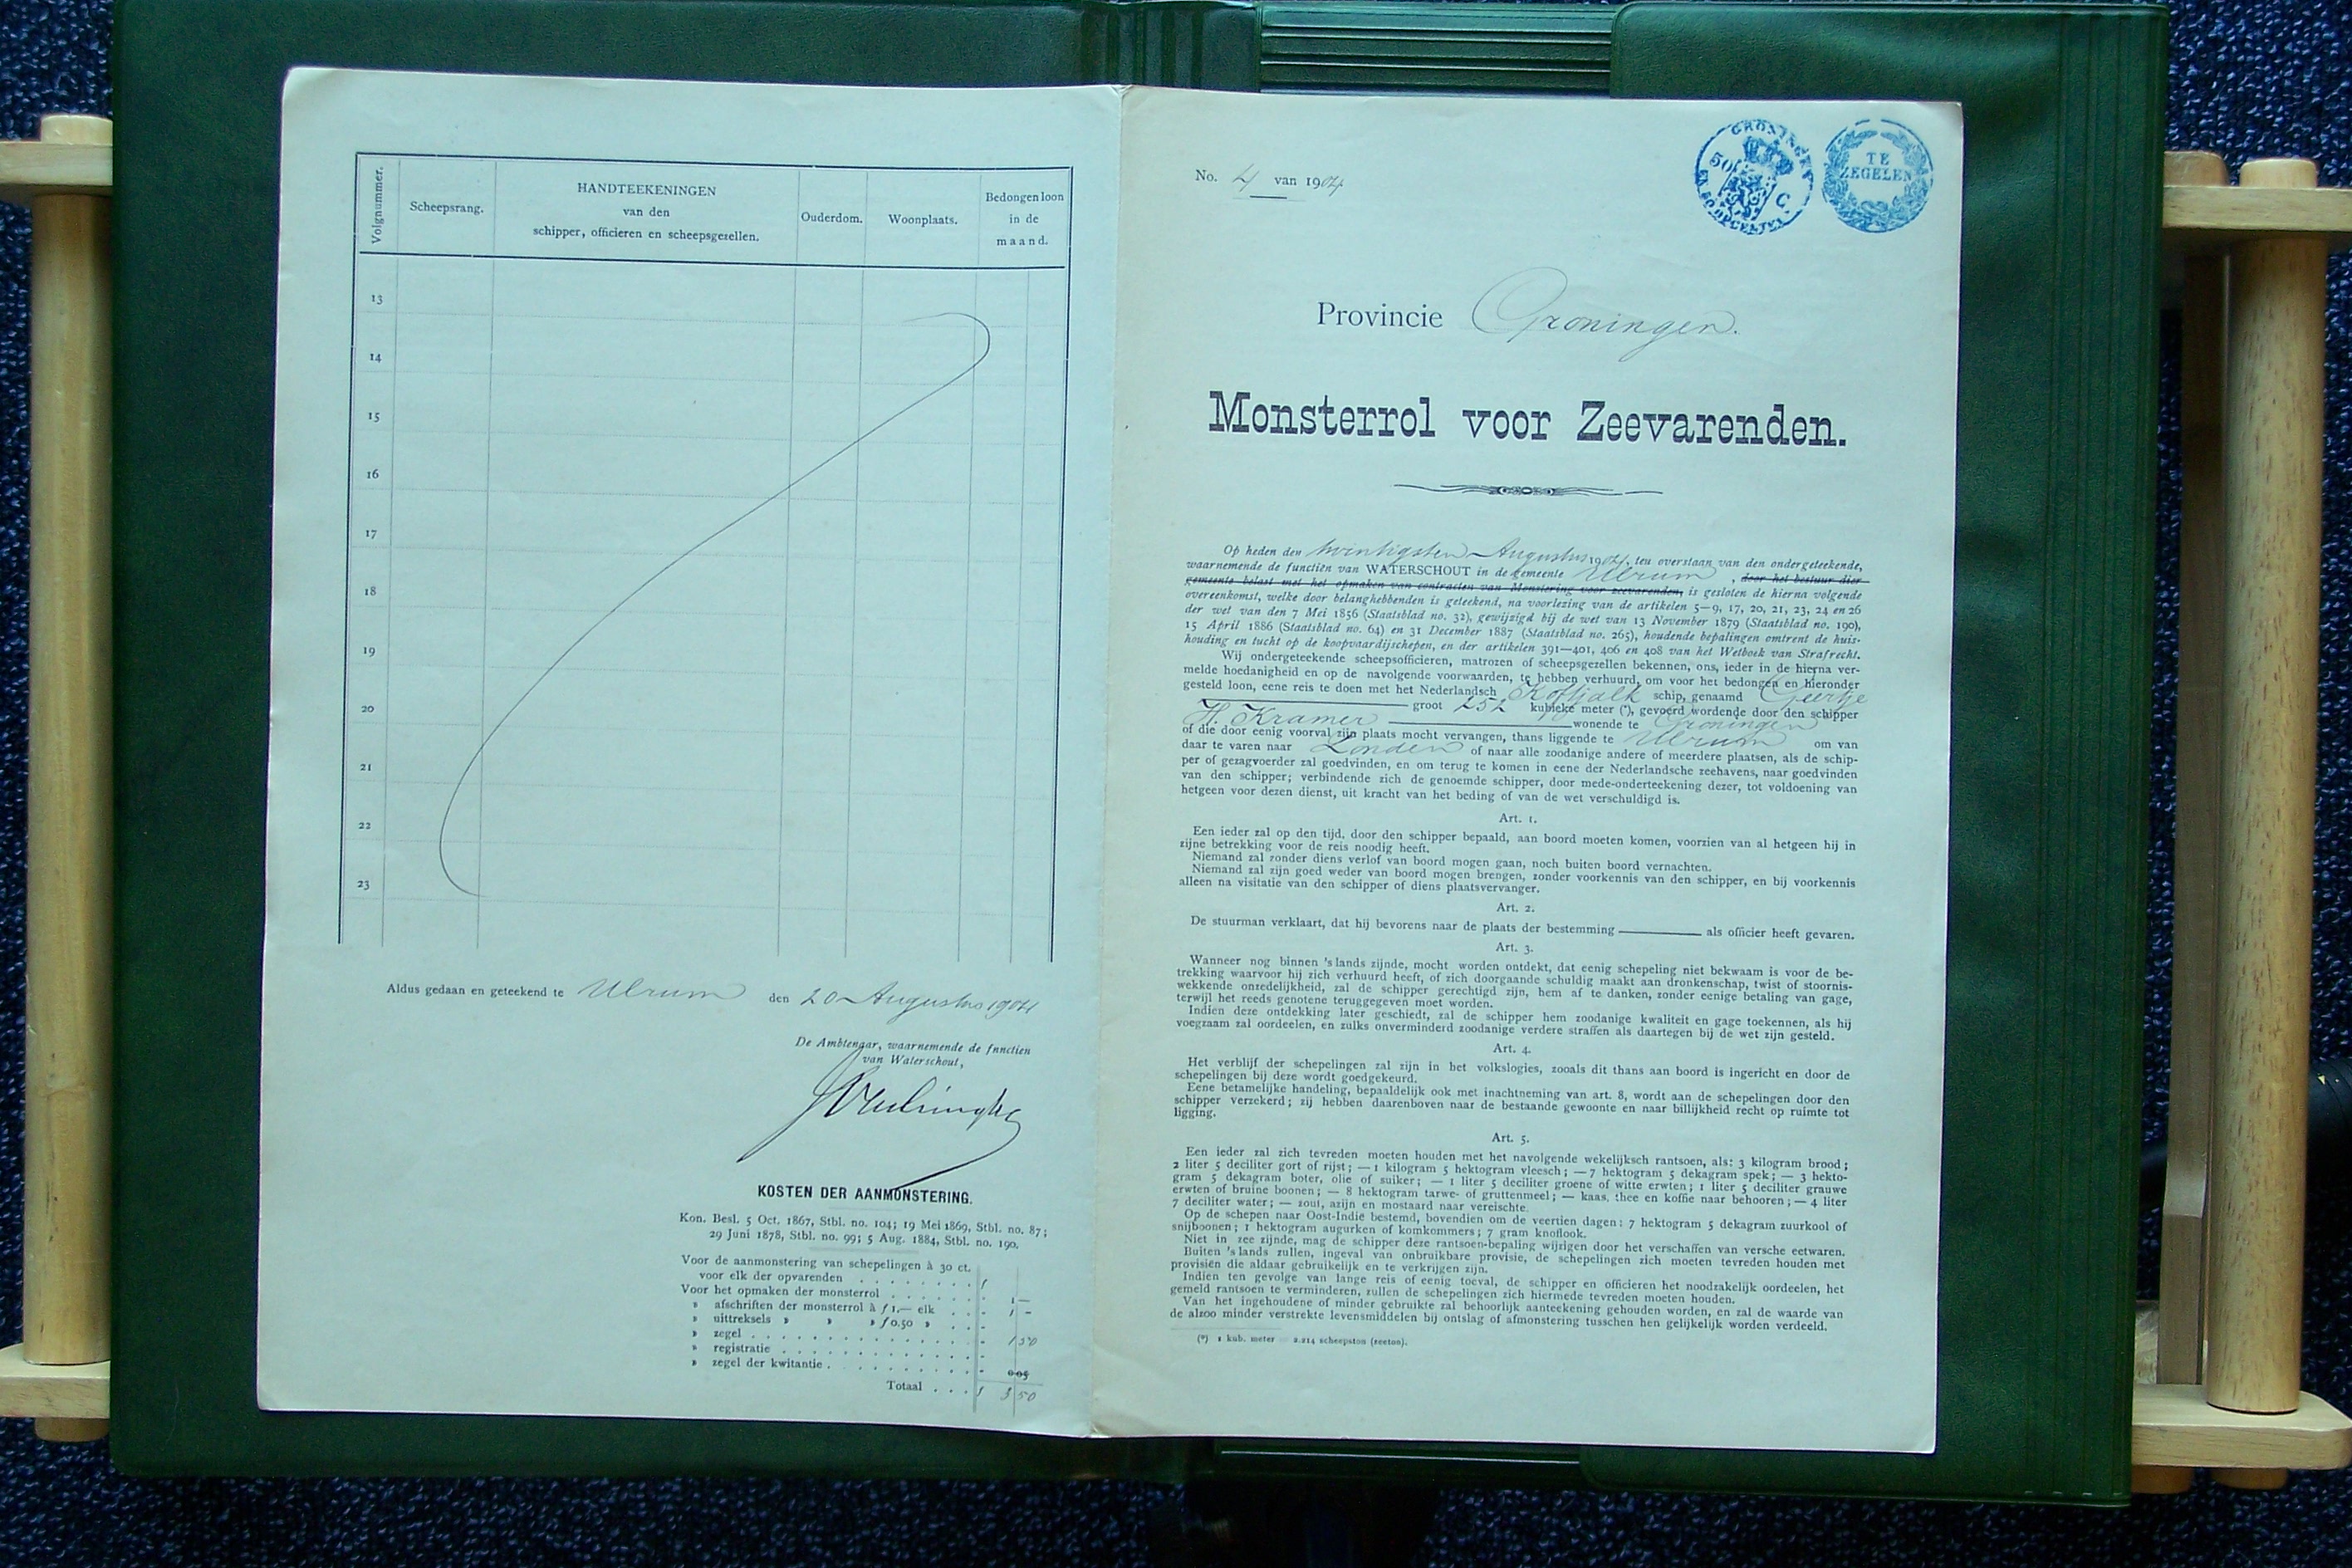 Volgnummer.
Scheepsrang.
HANDTEEKENINGEN
van den
schipper, officieren en scheepsgezellen.
Ouderdom.
Woonplaats.
Bedongen loon
in de
maand.
13
14
15
16
17
18
19
20
21
22
23
Aldus gedaan en geteekend te Ulrum den 20 Augustus 1904
De Ambtenaar, waarnemende de fnnctien
van Waterschout,
KOSTEN DER AANMONSTERING.
Kon. Besl. 5 Oct. 1867, Stbl. no. 104; 19 Mei 1869, Stbl. no. 87;
29 Juni 1878, Stbl. no. 99; 5 Aug. 1884, Stbl. no. 190.
Voor de aanmonstering van schepelingen à 30 ct.
voor elk der opvarenden . . . . . . . . f
Voor het opmaken der monsterrol . . . . . . . - 1 —
» afschriften der monsterrol à f 1.— elk . . . - 1 -
» uittreksels » » » f 0.50 » . . -
» zegel . . . . . . . . . . . . . . . - 1 50
» registratie . . . . . . . . . . . . . -
» zegel der kwitantie . . . . . . . . . . - 0 05
Totaal . . . f 3 50
No. 4 van 1904
GRONINGEN
50 C.
TE
ZEGELEN
Provincie Groningen.
Monsterrol voor Zeevarenden.
Op heden den twintigsten Augustus 1904, ten overstaan van den ondergeteekende,
waarnemende de functiën van WATERSCHOUT in de gemeente Ulrum , door het bestuur dier
gemeente belast met het opmaken van contracten van Monstering voor zeevarenden, is gesloten de hierna volgende
overeenkomst, welke door belanghebbenden is geteekend, na voorlezing van de artikelen 5—9, 17, 20, 21, 23, 24 en 26
der wet van den 7 Mei 1856 (Staatsblad no. 32), gewijzigd bij de wet van 13 November 1879 (Staatsblad no. 190),
15 April 1886 (Staatsblad no. 64) en 31 December 1887 (Staatsblad no. 265), houdende bepalingen omtrent de huis-
houding en tucht op de koopvaardijschepen, en der artikelen 391—401, 406 en 408 van het Wetboek van Strafrecht.
Wij ondergeteekende scheepsofficieren, matrozen of scheepsgezellen bekennen, ons, ieder in de hierna ver-
melde hoedanigheid en op de navolgende voorwaarden, te hebben verhuurd, om voor het bedongen en hieronder
gesteld loon, eene reis te doen met het Nederlandsch Koftjalk schip, genaamd Geertje
groot 252 kubieke meter (*), gevoerd wordende door den schipper
H. Kramer wonende te Groningen
of die door eenig voorval zijn plaats mocht vervangen, thans liggende te Ulrum om van
daar te varen naar Londen of naar alle zoodanige andere of meerdere plaatsen, als de schip-
per of gezagvoerder zal goedvinden, en om terug te komen in eene der Nederlandsche zeehavens, naar goedvinden
van den schipper; verbindende zich de genoemde schipper, door mede-onderteekening dezer, tot voldoening van
hetgeen voor dezen dienst, uit kracht van het beding of van de wet verschuldigd is.
Art. 1.
Een ieder zal op den tijd, door den schipper bepaald, aan boord moeten komen, voorzien van al hetgeen hij in
zijne betrekking voor de reis noodig heeft.
Niemand zal zonder diens verlof van boord mogen gaan, noch buiten boord vernachten.
Niemand zal zijn goed weder van boord mogen brengen, zonder voorkennis van den schipper, en bij voorkennis
alleen na visitatie van den schipper of diens plaatsvervanger.
Art. 2.
De stuurman verklaart, dat hij bevorens naar de plaats der bestemming ———— als officier heeft gevaren.
Art. 3.
Wanneer nog binnen 's lands zijnde, mocht worden ontdekt, dat eenig schepeling niet bekwaam is voor de be-
trekking waarvoor hij zich verhuurd heeft, of zich doorgaande schuldig maakt aan dronkenschap, twist of stoornis-
wekkende onzedelijkheid, zal de schipper gerechtigd zijn, hem af te danken, zonder eenige betaling van gage,
terwijl het reeds genotene teruggegeven moet worden.
Indien deze ontdekking later geschiedt, zal de schipper hem zoodanige kwaliteit en gage toekennen, als hij
voegzaam zal oordeelen, en zulks onverminderd zoodanige verdere straffen als daartegen bij de wet zijn gesteld.
Art. 4.
Het verblijf der schepelingen zal zijn in het volkslogies, zooals dit thans aan boord is ingericht en door de
schepelingen bij deze wordt goedgekeurd.
Eene betamelijke handeling, bepaaldelijk ook met inachtneming van art. 8, wordt aan de schepelingen door den
schipper verzekerd; zij hebben daarenboven naar de bestaande gewoonte en naar billijkheid recht op ruimte tot
ligging.
Art. 5.
Een ieder zal zich tevreden moeten houden met het navolgende wekelijksch rantsoen, als: 3 kilogram brood;
2 liter 5 deciliter gort of rijst; — 1 kilogram 5 hektogram vleesch; — 7 hektogram 5 dekagram spek; — 3 hekto-
gram 5 dekagram boter, olie of suiker; — 1 liter 5 deciliter groene of witte erwten; 1 liter 5 deciliter grauwe
erwten of bruine boonen; — 8 hektogram tarwe- of gruttenmeel; — kaas, thee en koffie naar behooren; — 4 liter
7 deciliter water; — zout, azijn en mostaard naar vereischte.
Op de schepen naar Oost-Indië bestemd, bovendien om de veertien dagen: 7 hektogram 5 dekagram zuurkool of
snijboonen; 1 hektogram augurken of komkommers; 7 gram knoflook.
Niet in zee zijnde, mag de schipper deze rantsoen-bepaling wijzigen door het verschaffen van versche eetwaren.
Buiten 's lands zullen, ingeval van onbruikbare provisie, de schepelingen zich moeten tevreden houden met
provisiën die aldaar gebruikelijk en te verkrijgen zijn.
Indien ten gevolge van lange reis of eenig toeval, de schipper en officieren het noodzakelijk oordeelen, het
gemeld rantsoen te verminderen, zullen de schepelingen zich hiermede tevreden moeten houden.
Van het ingehoudene of minder gebruikte zal behoorlijk aanteekening gehouden worden, en zal de waarde van
de alzoo minder verstrekte levensmiddelen bij ontslag of afmonstering tusschen hen gelijkelijk worden verdeeld.
(*) 1 kub. meter = 2.214 scheepston (zeeton).